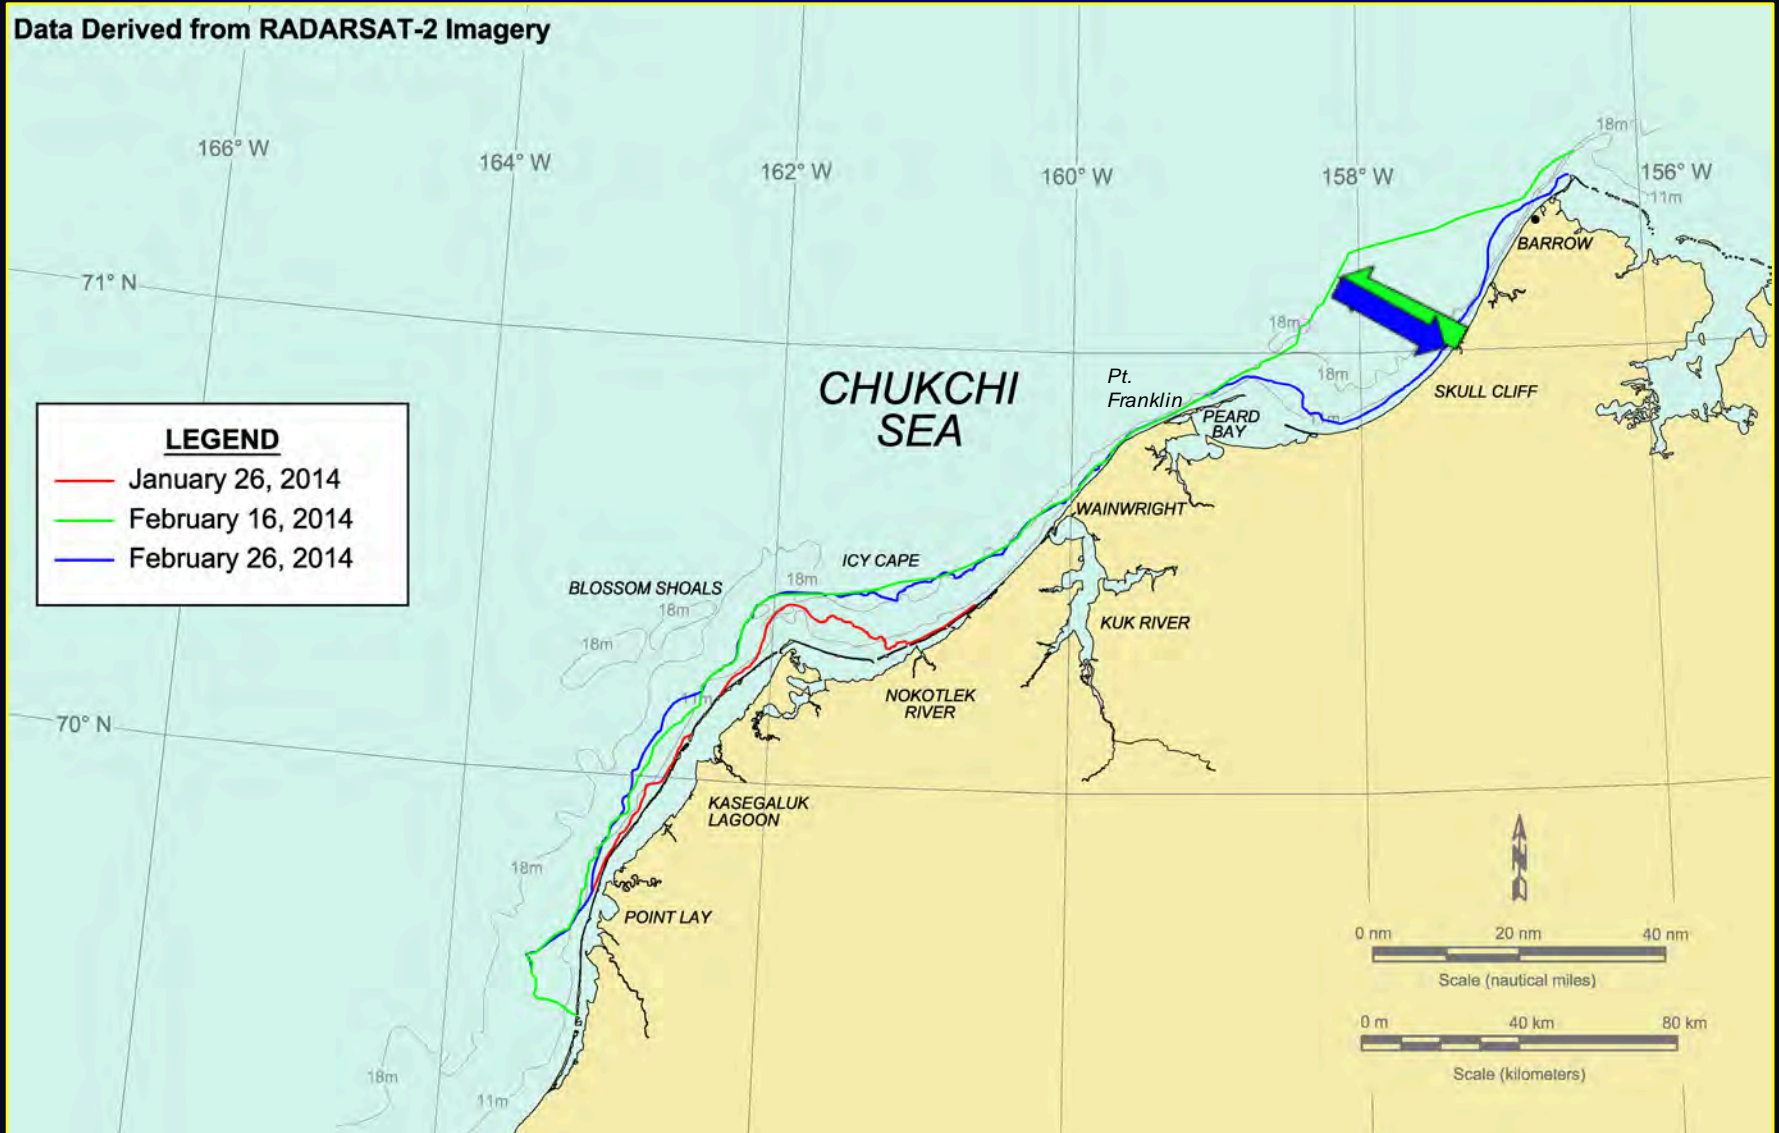 Data Derived from RADARSAT-2 Imagery
18m
166° W
164° W
162° W
160° W
158° W
156° W
11m
BARROW
71° N
18m
18m
CHUKCHI
SEA
Pt.
Franklin
SKULL CLIFF
PEARD
BAY
LEGEND
January 26, 2014
February 16, 2014
February 26, 2014
WAINWRIGHT
ICY CAPE
18m
BLOSSOM SHOALS
18m
18m
KUK RIVER
11m
NOKOTLEK
RIVER
70° N
KASEGALUK
LAGOON
18m
POINT LAY
N
0 nm 20 nm 40 nm
Scale (nautical miles)
0 m 40 km 80 km
Scale (kilometers)
18m
11m